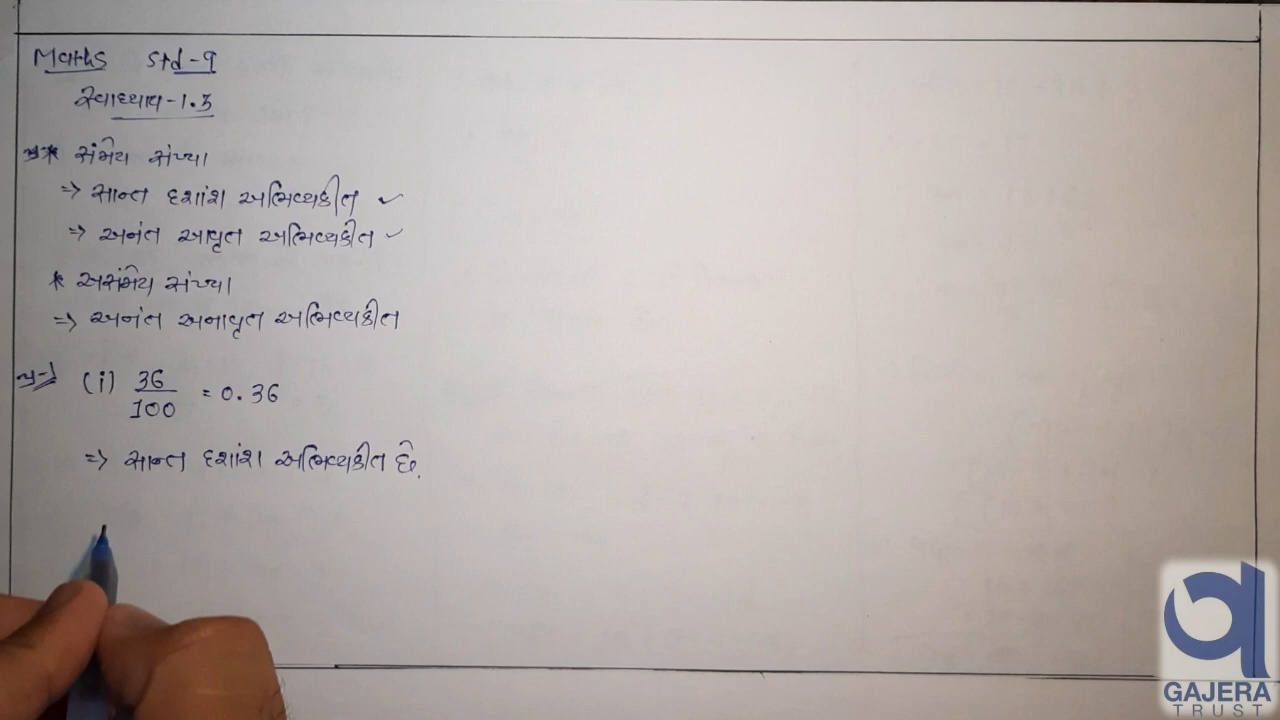 Maths Std-9
સ્વાધ્યાય-1.3
* સંમેય સંખ્યા
⇒ સાન્ત દશાંશ અભિવ્યકીત ✓
⇒ અનંત આવૃત અભિવ્યકીત ✓
* અસંમેય સંખ્યા
⇒ અનંત અનાવૃત અભિવ્યકીત
પ્ર-1 (i) 36/100 = 0.36
⇒ સાન્ત દશાંશ અભિવ્યકીત છે.
GAJERA
TRUST